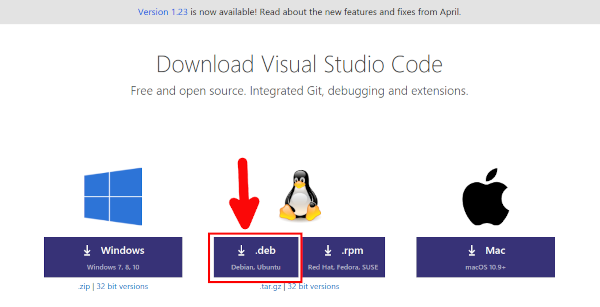 Version 1.23 is now available! Read about the new features and fixes from April.
Download Visual Studio Code
Free and open source. Integrated Git, debugging and extensions.
Windows
Windows 7, 8, 10
.zip | 32 bit versions
.deb
Debian, Ubuntu
.rpm
Red Hat, Fedora, SUSE
.tar.gz | 32 bit versions
Mac
macOS 10.9+